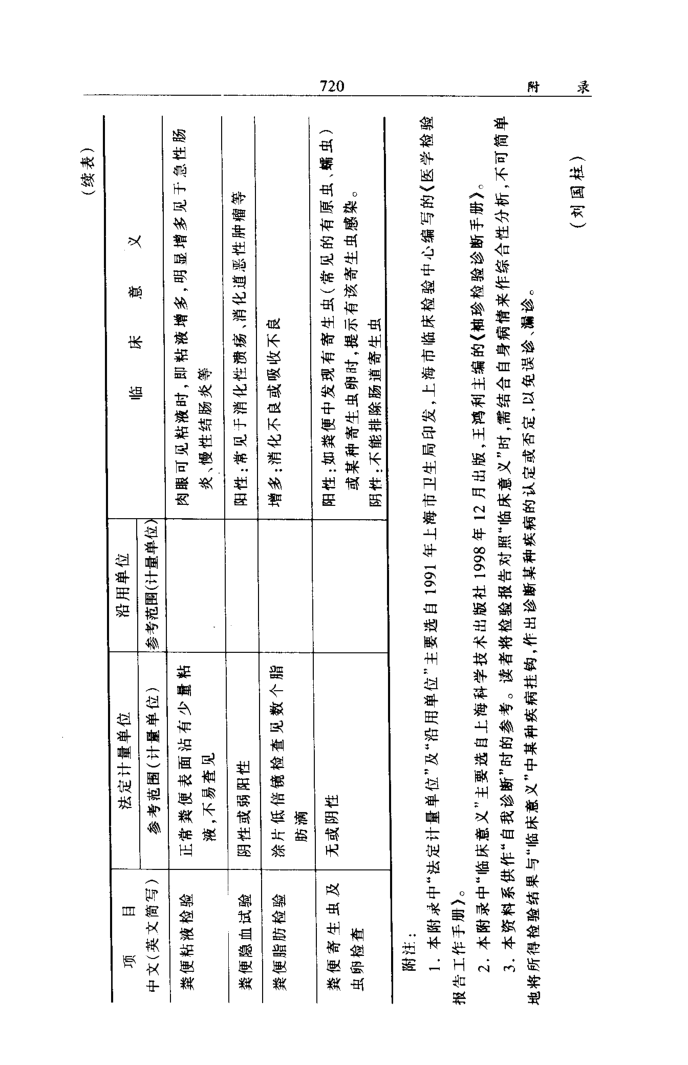 720
附 录
(续表)
项 目
中文(英文简写)
法定计量单位
参考范围(计量单位)
沿用单位
参考范围(计量单位)
临 床 意 义
粪便粘液检验
正常粪便表面沾有少量粘
液,不易查见
肉眼可见粘液时,即粘液增多,明显增多见于急性肠
炎、慢性结肠炎等
粪便隐血试验
阴性或弱阳性
阳性:常见于消化性溃疡、消化道恶性肿瘤等
粪便脂肪检验
涂片低倍镜检查见数个脂
肪滴
增多:消化不良或吸收不良
粪便寄生虫及
虫卵检查
无或阴性
阳性:如粪便中发现有寄生虫(常见的有原虫、蠕虫)
或某种寄生虫卵时,提示有该寄生虫感染。
阴性:不能排除肠道寄生虫
附注:
1. 本附录中“法定计量单位”及“沿用单位”主要选自1991年上海市卫生局印发,上海市临床检验中心编写的《医学检验
报告工作手册》。
2. 本附录中“临床意义”主要选自上海科学技术出版社1998年12月出版,王鸿利主编的《袖珍检验诊断手册》。
3. 本资料系供作“自我诊断”时的参考。读者将检验报告对照“临床意义”时,需结合自身病情来作综合性分析,不可简单
地将所得检验结果与“临床意义”中某种疾病挂钩,作出诊断某种疾病的认定或否定,以免误诊、漏诊。
(刘国柱)